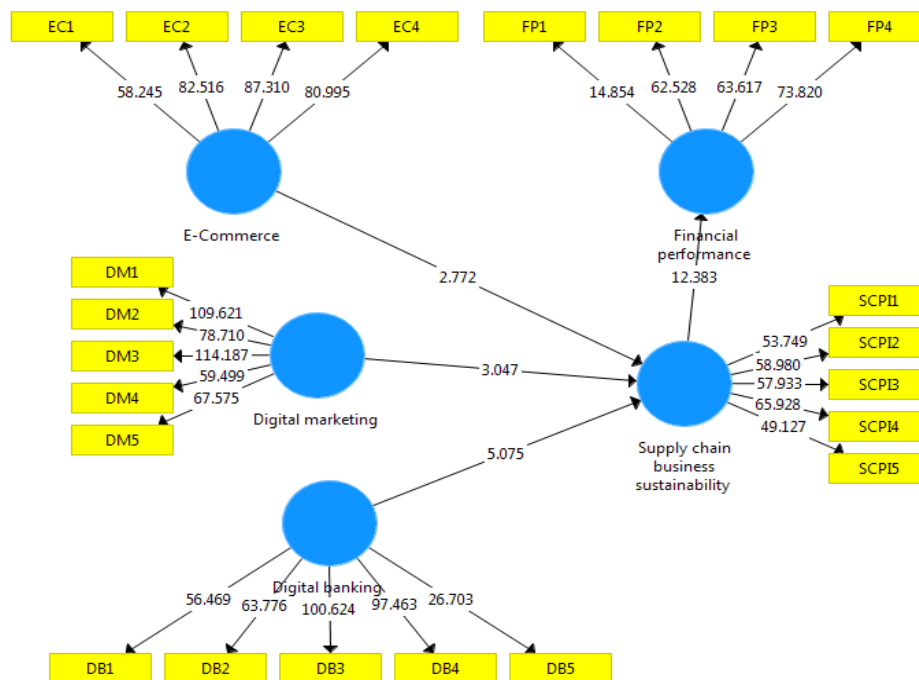 EC1
EC2
EC3
EC4
FP1
FP2
FP3
FP4
58.245
82.516
87.310
80.995
14.854
62.528
63.617
73.820
E-Commerce
Financial
performance
2.772
12.383
DM1
DM2
DM3
DM4
DM5
109.621
78.710
114.187
59.499
67.575
Digital marketing
3.047
SCPI1
SCPI2
SCPI3
SCPI4
SCPI5
53.749
58.980
57.933
65.928
49.127
Supply chain
business
sustainability
5.075
Digital banking
56.469
63.776
100.624
97.463
26.703
DB1
DB2
DB3
DB4
DB5